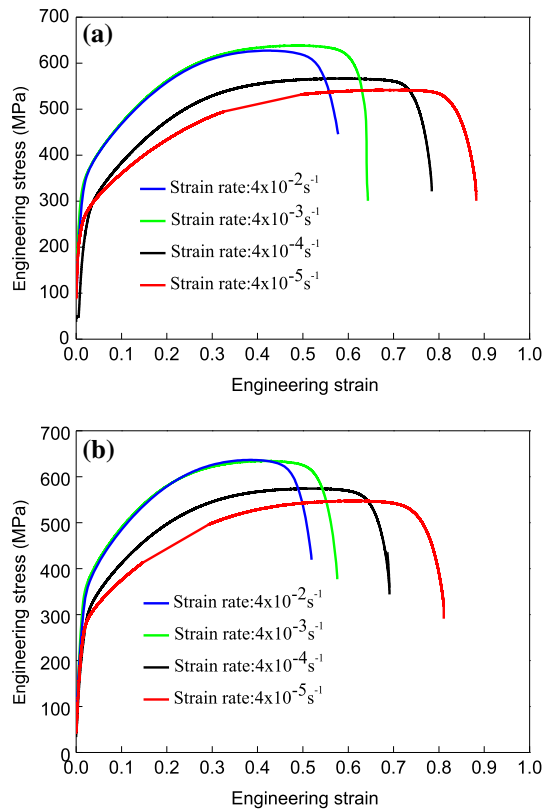 (a)
700
600
500
400
300
200
100
0
Engineering stress (MPa)
Strain rate:4x10⁻²s⁻¹
Strain rate:4x10⁻³s⁻¹
Strain rate:4x10⁻⁴s⁻¹
Strain rate:4x10⁻⁵s⁻¹
0.0 0.1 0.2 0.3 0.4 0.5 0.6 0.7 0.8 0.9 1.0
Engineering strain
(b)
700
600
500
400
300
200
100
0
Engineering stress (MPa)
Strain rate:4x10⁻²s⁻¹
Strain rate:4x10⁻³s⁻¹
Strain rate:4x10⁻⁴s⁻¹
Strain rate:4x10⁻⁵s⁻¹
0.0 0.1 0.2 0.3 0.4 0.5 0.6 0.7 0.8 0.9 1.0
Engineering strain